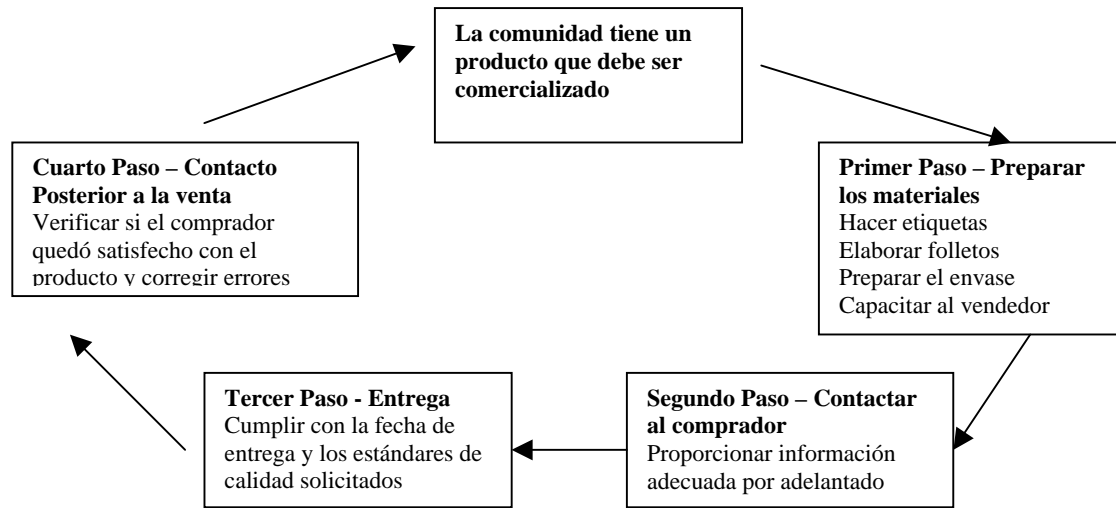 La comunidad tiene un
producto que debe ser
comercializado
Primer Paso – Preparar
los materiales
Hacer etiquetas
Elaborar folletos
Preparar el envase
Capacitar al vendedor
Segundo Paso – Contactar
al comprador
Proporcionar información
adecuada por adelantado
Tercer Paso - Entrega
Cumplir con la fecha de
entrega y los estándares de
calidad solicitados
Cuarto Paso – Contacto
Posterior a la venta
Verificar si el comprador
quedó satisfecho con el
producto y corregir errores